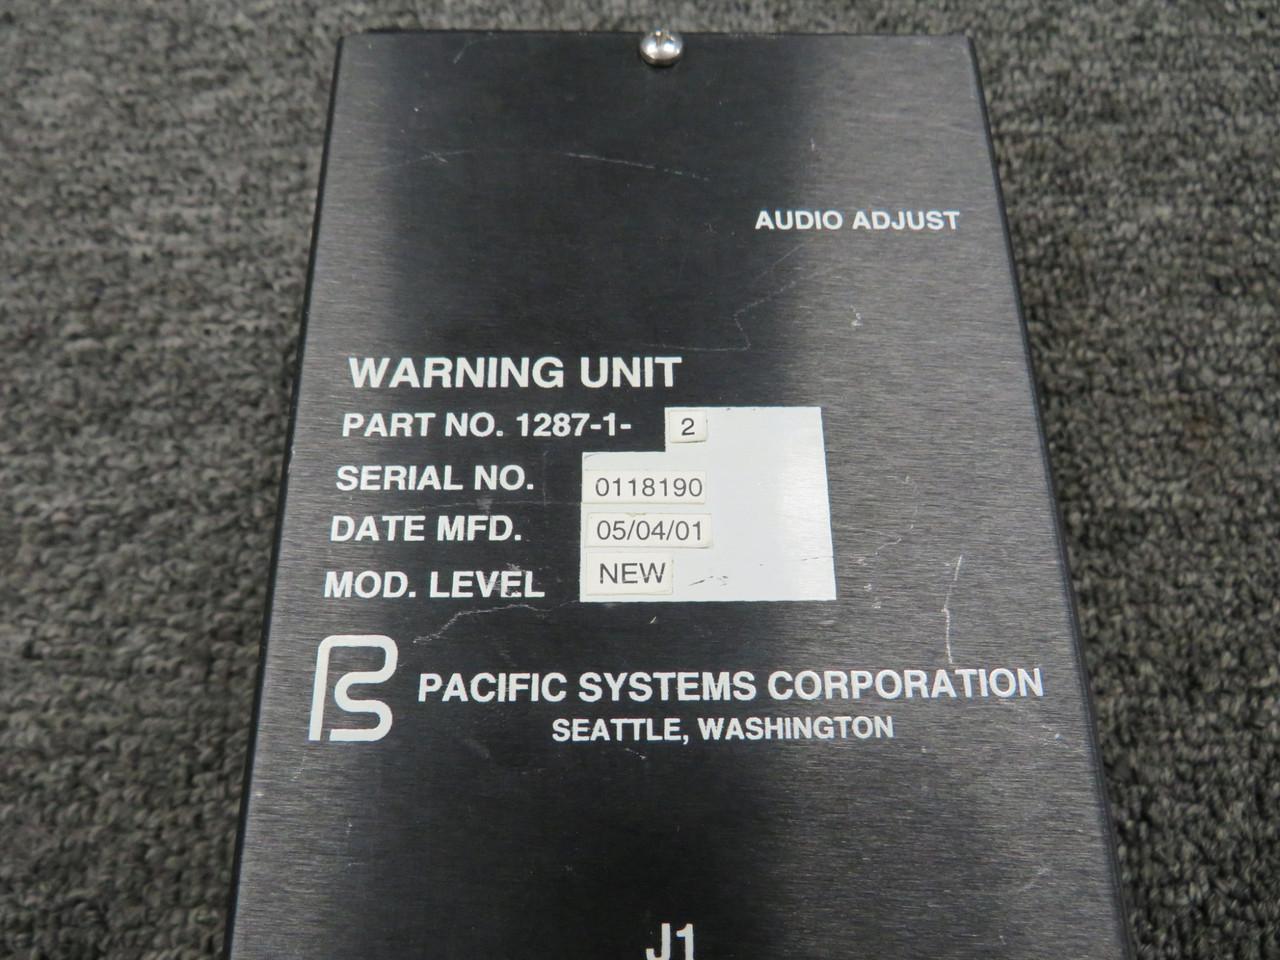 AUDIO ADJUST
WARNING UNIT
PART NO. 1287-1- 2
SERIAL NO. 0118190
DATE MFD. 05/04/01
MOD. LEVEL NEW
PS PACIFIC SYSTEMS CORPORATION
SEATTLE, WASHINGTON
J1